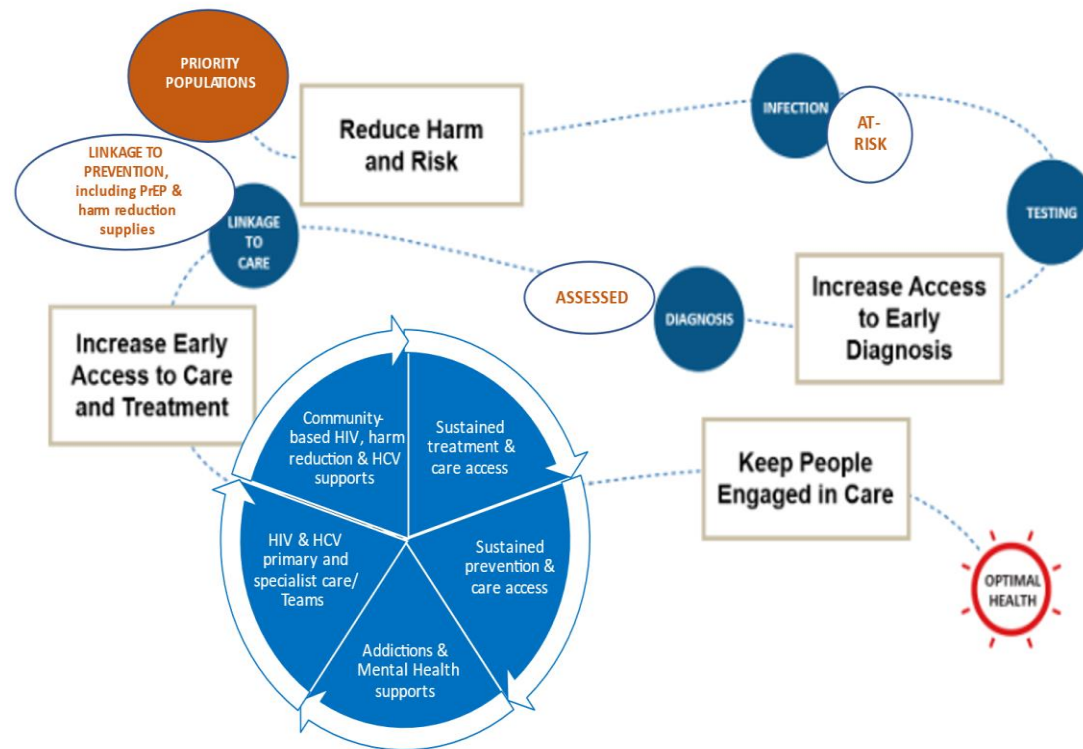 PRIORITY
POPULATIONS
Reduce Harm
and Risk
INFECTION
AT-
RISK
TESTING
LINKAGE TO
PREVENTION,
including PrEP &
harm reduction
supplies
LINKAGE
TO
CARE
ASSESSED
DIAGNOSIS
Increase Access
to Early
Diagnosis
Increase Early
Access to Care
and Treatment
Community-
based HIV, harm
reduction & HCV
supports
Sustained
treatment &
care access
Sustained
prevention &
care access
Addictions &
Mental Health
supports
HIV & HCV
primary and
specialist care/
Teams
Keep People
Engaged in Care
OPTIMAL
HEALTH